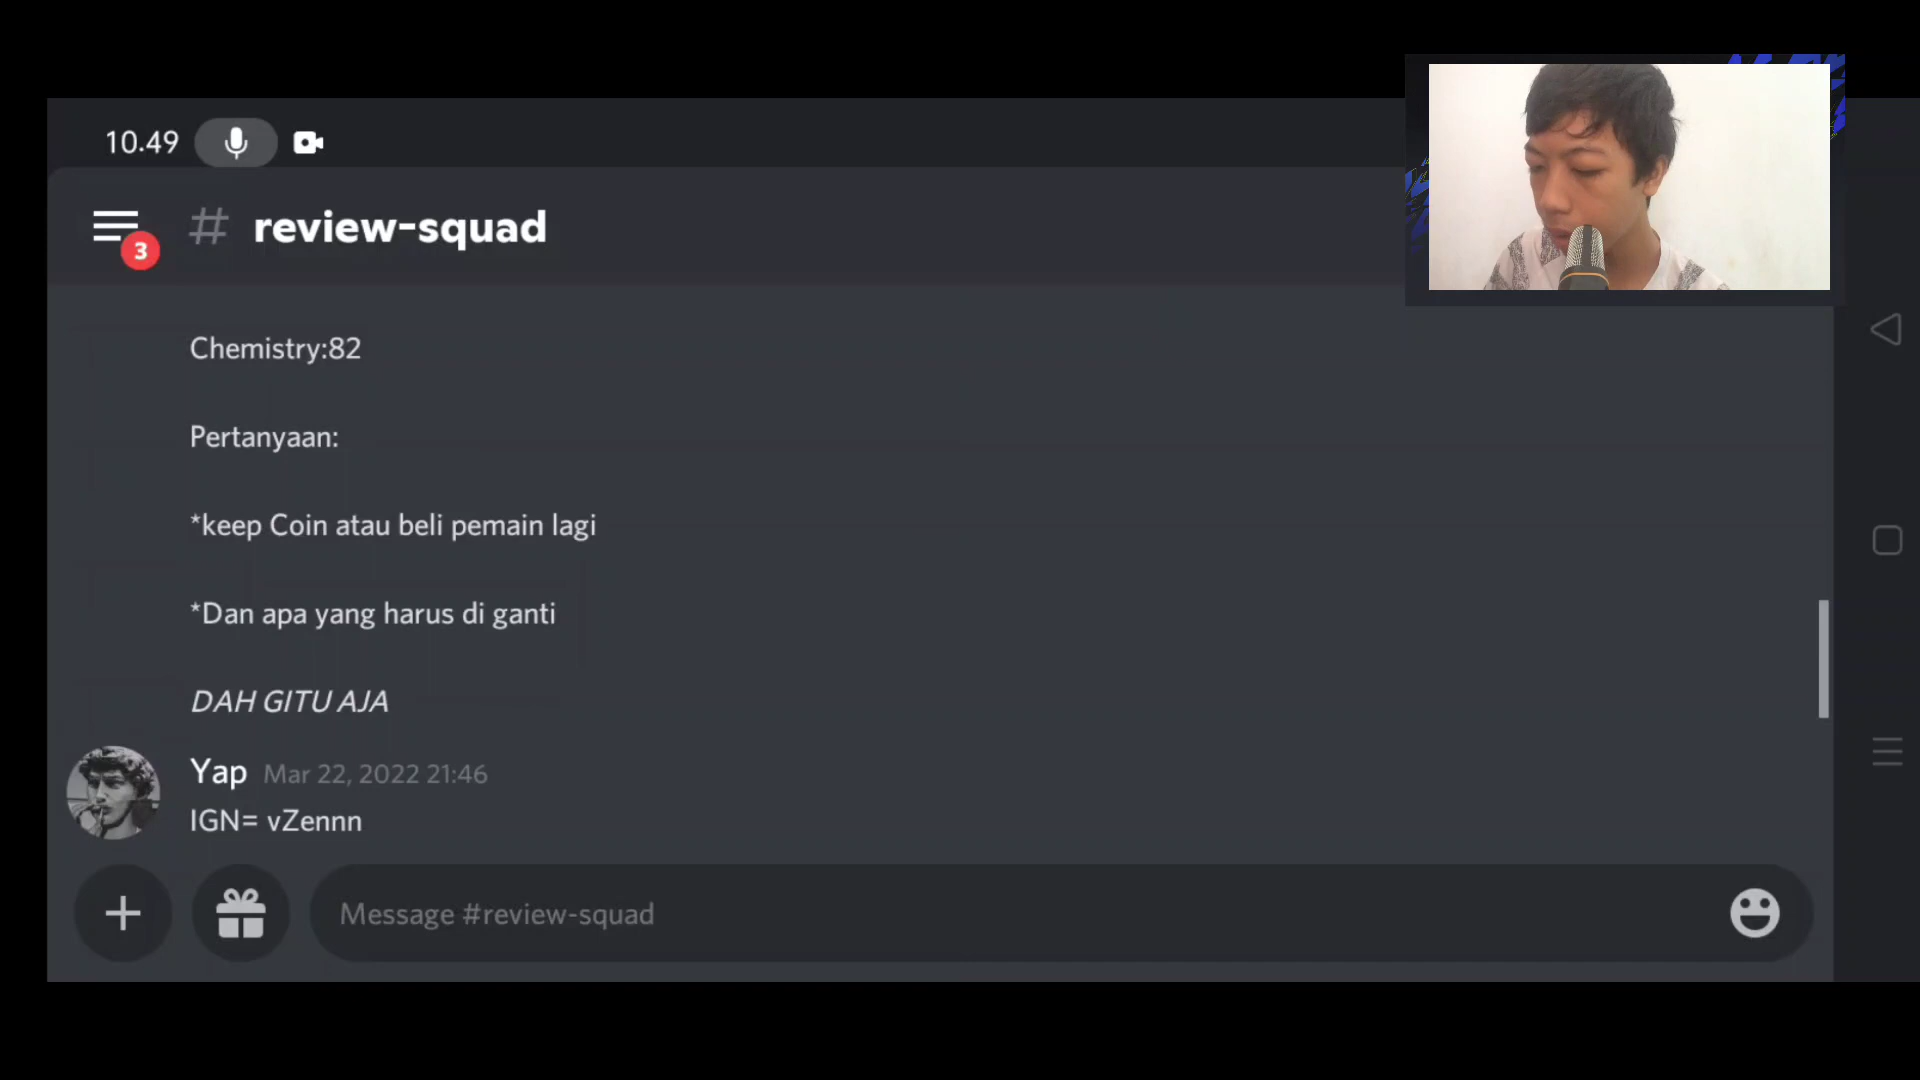 10.49
3
# review-squad
Chemistry:82
Pertanyaan:
*keep Coin atau beli pemain lagi
*Dan apa yang harus di ganti
DAH GITU AJA
Yap Mar 22, 2022 21:46
IGN= vZennn
Message #review-squad